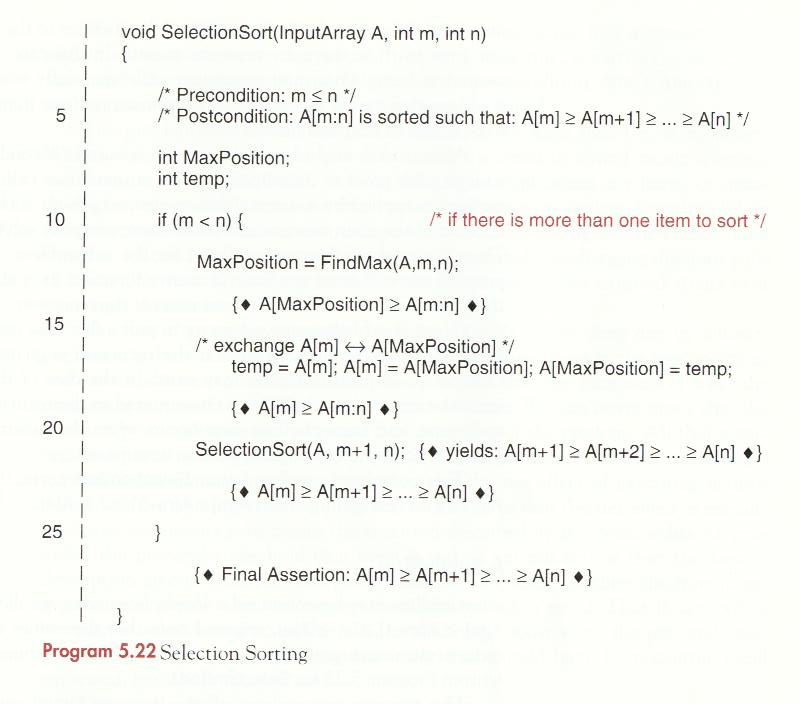 void SelectionSort(InputArray A, int m, int n)
{
/* Precondition: m ≤ n */
5 /* Postcondition: A[m:n] is sorted such that: A[m] ≥ A[m+1] ≥ ... ≥ A[n] */
int MaxPosition;
int temp;
10 if (m < n) { /* if there is more than one item to sort */
MaxPosition = FindMax(A,m,n);
{♦ A[MaxPosition] ≥ A[m:n] ♦}
15
/* exchange A[m] ↔ A[MaxPosition] */
temp = A[m]; A[m] = A[MaxPosition]; A[MaxPosition] = temp;
{♦ A[m] ≥ A[m:n] ♦}
20
SelectionSort(A, m+1, n); {♦ yields: A[m+1] ≥ A[m+2] ≥ ... ≥ A[n] ♦}
{♦ A[m] ≥ A[m+1] ≥ ... ≥ A[n] ♦}
25 }
{♦ Final Assertion: A[m] ≥ A[m+1] ≥ ... ≥ A[n] ♦}
}
Program 5.22 Selection Sorting